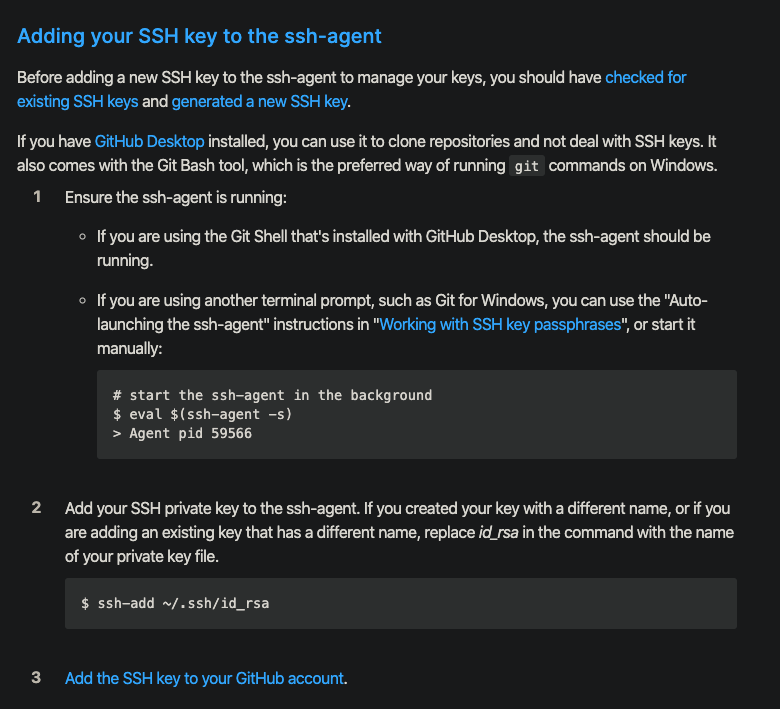 Adding your SSH key to the ssh-agent
Before adding a new SSH key to the ssh-agent to manage your keys, you should have checked for
existing SSH keys and generated a new SSH key.
If you have GitHub Desktop installed, you can use it to clone repositories and not deal with SSH keys. It
also comes with the Git Bash tool, which is the preferred way of running git commands on Windows.
1 Ensure the ssh-agent is running:
◦ If you are using the Git Shell that's installed with GitHub Desktop, the ssh-agent should be
running.
◦ If you are using another terminal prompt, such as Git for Windows, you can use the "Auto-
launching the ssh-agent" instructions in "Working with SSH key passphrases", or start it
manually:
# start the ssh-agent in the background
$ eval $(ssh-agent -s)
> Agent pid 59566
2 Add your SSH private key to the ssh-agent. If you created your key with a different name, or if you
are adding an existing key that has a different name, replace id_rsa in the command with the name
of your private key file.
$ ssh-add ~/.ssh/id_rsa
3 Add the SSH key to your GitHub account.